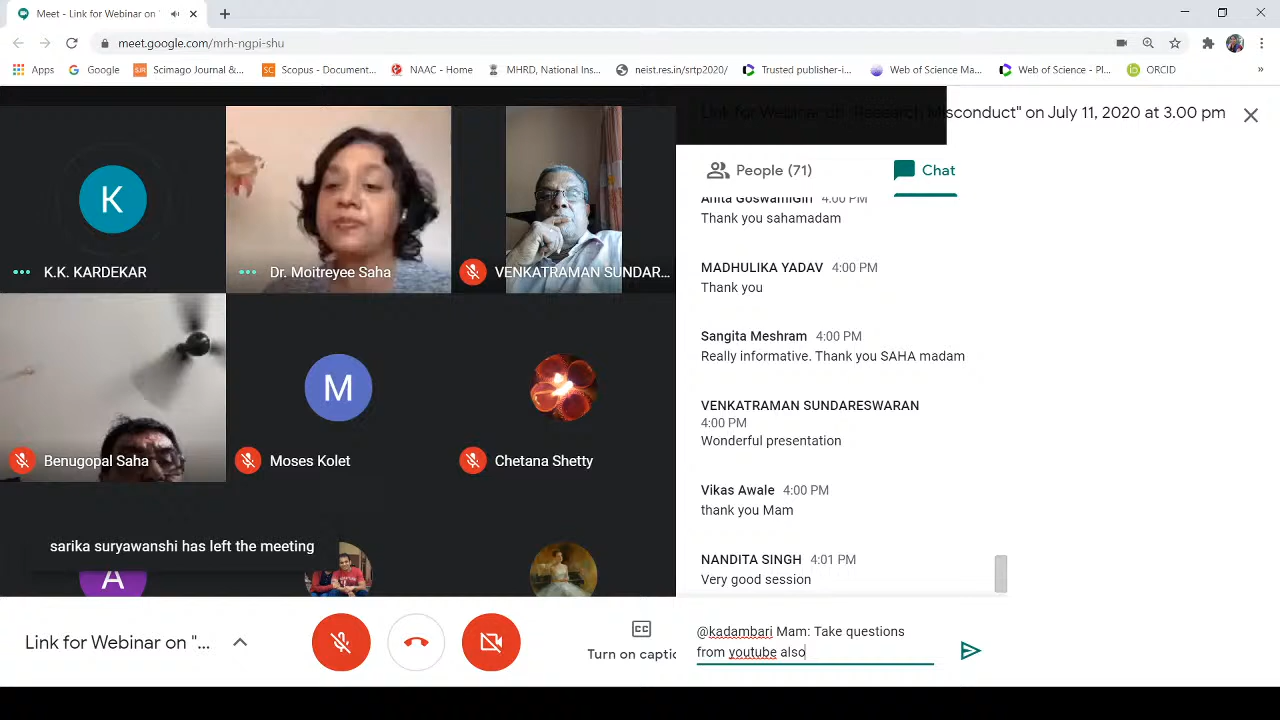 Meet - Link for Webinar on "
meet.google.com/mrh-ngpi-shu
Apps
Google
Scimago Journal &...
Scopus - Document...
NAAC - Home
MHRD, National Ins...
neist.res.in/srtp2020/
Trusted publisher-i...
Web of Science Ma...
Web of Science - Pl...
ORCID
»
Link for Webinar on "Research Misconduct" on July 11, 2020 at 3.00 pm
People (71)
Chat
K
K.K. KARDEKAR
Dr. Moitreyee Saha
VENKATRAMAN SUNDAR...
Benugopal Saha
M
Moses Kolet
Chetana Shetty
sarika suryawanshi has left the meeting
A
Anita GoswamiGiri 4:00 PM
Thank you sahamadam
MADHULIKA YADAV 4:00 PM
Thank you
Sangita Meshram 4:00 PM
Really informative. Thank you SAHA madam
VENKATRAMAN SUNDARESWARAN
4:00 PM
Wonderful presentation
Vikas Awale 4:00 PM
thank you Mam
NANDITA SINGH 4:01 PM
Very good session
Link for Webinar on "...
CC
Turn on captio
@kadambari Mam: Take questions
from youtube also